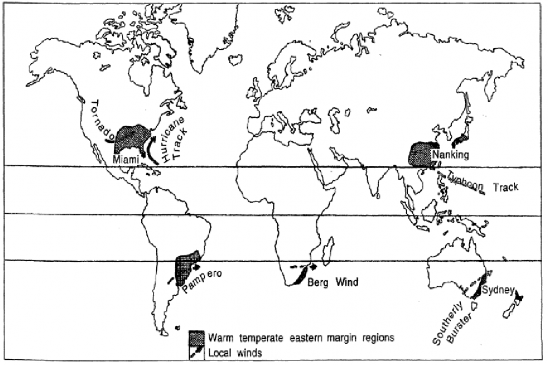 Tornado
Miami
Hurricane
Track
Nanking
Typhoon Track
Pampero
Berg Wind
Sydney
Southerly
Burster
Warm temperate eastern margin regions
Local winds